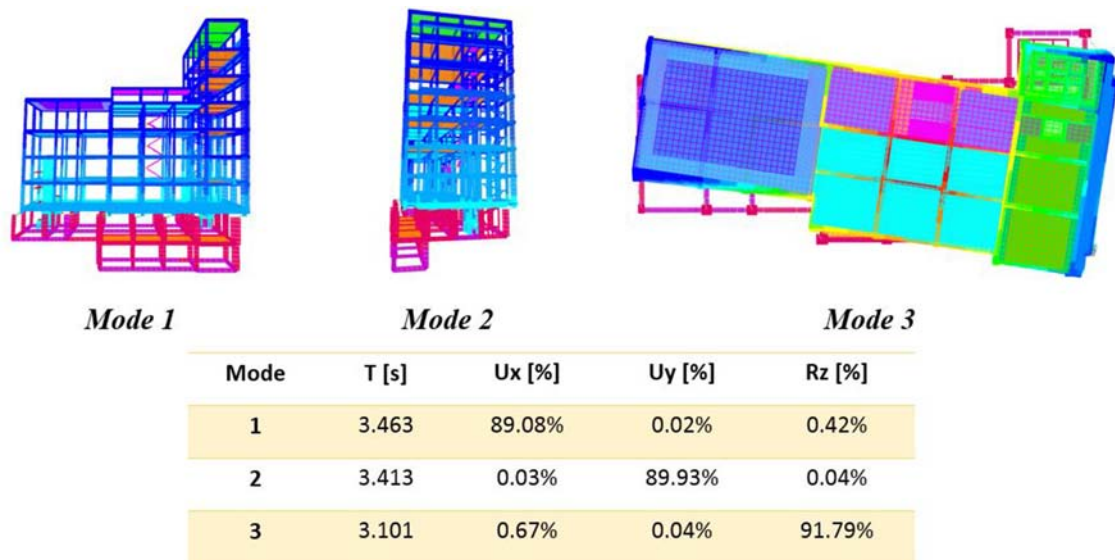 Mode 1 Mode 2 Mode 3
Mode T [s] Ux [%] Uy [%] Rz [%]
1 3.463 89.08% 0.02% 0.42%
2 3.413 0.03% 89.93% 0.04%
3 3.101 0.67% 0.04% 91.79%